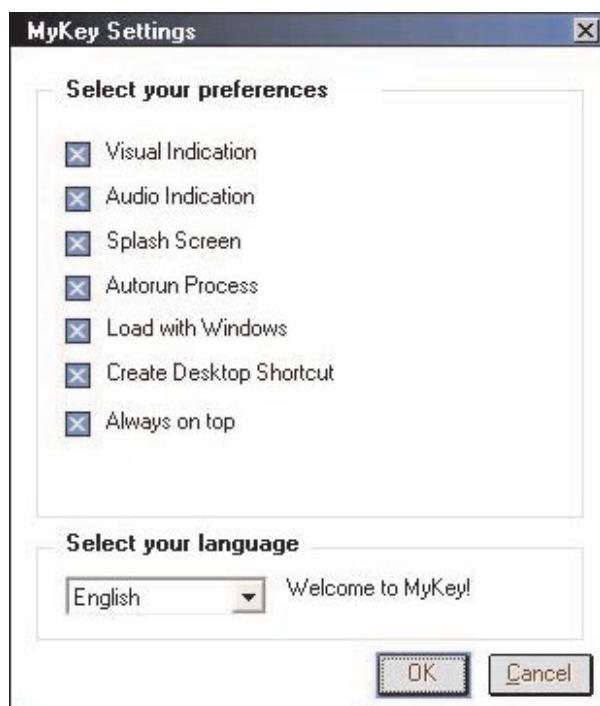 MyKey Settings
Select your preferences
Visual Indication
Audio Indication
Splash Screen
Autorun Process
Load with Windows
Create Desktop Shortcut
Always on top
Select your language
English
Welcome to MyKey!
OK
Cancel